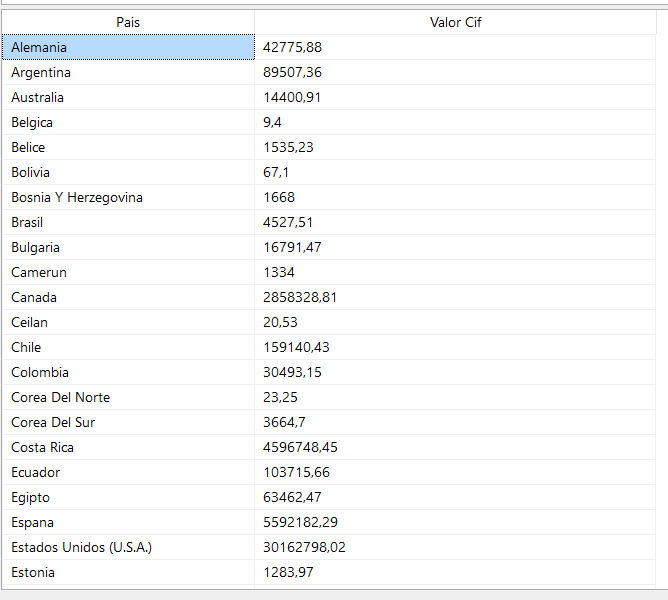 Pais Valor Cif
Alemania 42775,88
Argentina 89507,36
Australia 14400,91
Belgica 9,4
Belice 1535,23
Bolivia 67,1
Bosnia Y Herzegovina 1668
Brasil 4527,51
Bulgaria 16791,47
Camerun 1334
Canada 2858328,81
Ceilan 20,53
Chile 159140,43
Colombia 30493,15
Corea Del Norte 23,25
Corea Del Sur 3664,7
Costa Rica 4596748,45
Ecuador 103715,66
Egipto 63462,47
Espana 5592182,29
Estados Unidos (U.S.A.) 30162798,02
Estonia 1283,97